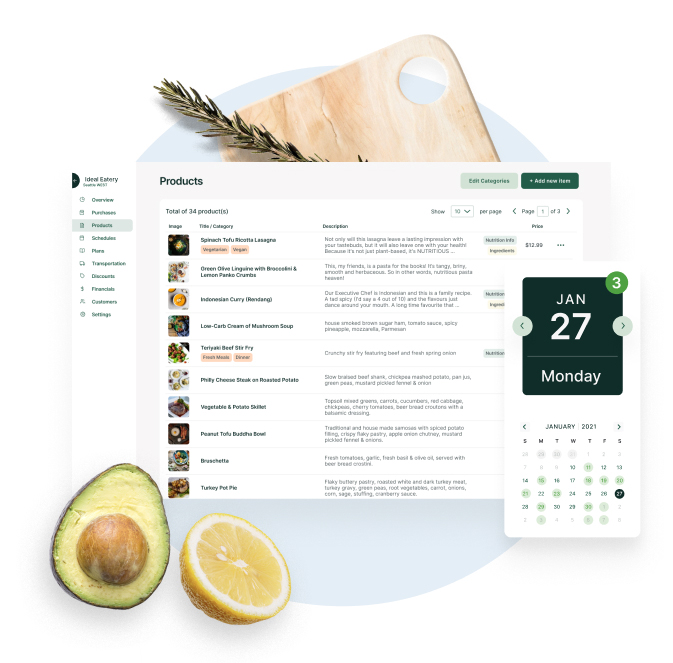 Ideal Eatery
Seattle WEST
Overview
Purchases
Products
Schedules
Plans
Transportation
Discounts
Financials
Customers
Settings
Products
Edit Categories
+ Add new item
Total of 34 product(s)
Show 10 per page
Page 1 of 3
Image Title / Category Description Price
Spinach Tofu Ricotta Lasagna
Vegetarian Vegan
Not only will this lasagna leave a lasting impression with
your tastebuds, but it will also leave one with your health!
Because it's not just plant-based, it's NUTRITIOUS ...
Nutrition Info
Ingredients
$12.99
Green Olive Linguine with Broccolini &
Lemon Panko Crumbs
This, my friends, is a pasta for the books! It's tangy, briny,
smooth and herbaceous. So in other words, nutritious pasta
heaven!
Indonesian Curry (Rendang)
Our Executive Chef is Indonesian and this is a family recipe.
A tad spicy (I'd say a 4 out of 10) and the flavours just
dance around your mouth. A long time favourite that ...
Nutrition
Ingredi
Low-Carb Cream of Mushroom Soup
house smoked brown sugar ham, tomato sauce, spicy
pineapple, mozzarella, Parmesan
Teriyaki Beef Stir Fry
Fresh Meals Dinner
Crunchy stir fry featuring beef and fresh spring onion
Nutrition
Philly Cheese Steak on Roasted Potato
Slow braised beef shank, chickpea mashed potato, pan jus,
green peas, mustard pickled fennel & onion
Vegetable & Potato Skillet
Topsoil mixed greens, carrots, cucumbers, red cabbage,
chickpeas, cherry tomatoes, beer bread croutons with a
balsamic dressing.
Peanut Tofu Buddha Bowl
Traditional and house made samosas with spiced potato
filling, crispy flaky pastry, apple onion chutney, mustard
pickled fennel & onions.
Bruschetta
Fresh tomatoes, garlic, fresh basil & olive oil, served with
beer bread crostini.
Turkey Pot Pie
Flaky buttery pastry, roasted white and dark turkey meat,
turkey gravy, green peas, root vegetables, carrot, onions,
corn, sage, stuffing, cranberry sauce.
3
JAN
27
Monday
JANUARY 2021
S M T W T F S
7 8 9 10 11 12 13
14 15 16 17 18 19 20
21 22 23 24 25 26 27
28 29 30 30 30 1 2
2 3 4 5 6 7 8